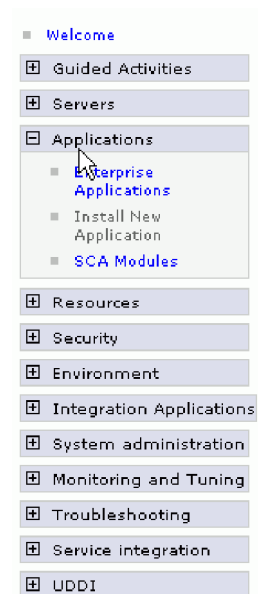 Welcome
Guided Activities
Servers
Applications
Enterprise
Applications
Install New
Application
SCA Modules
Resources
Security
Environment
Integration Applications
System administration
Monitoring and Tuning
Troubleshooting
Service integration
UDDI